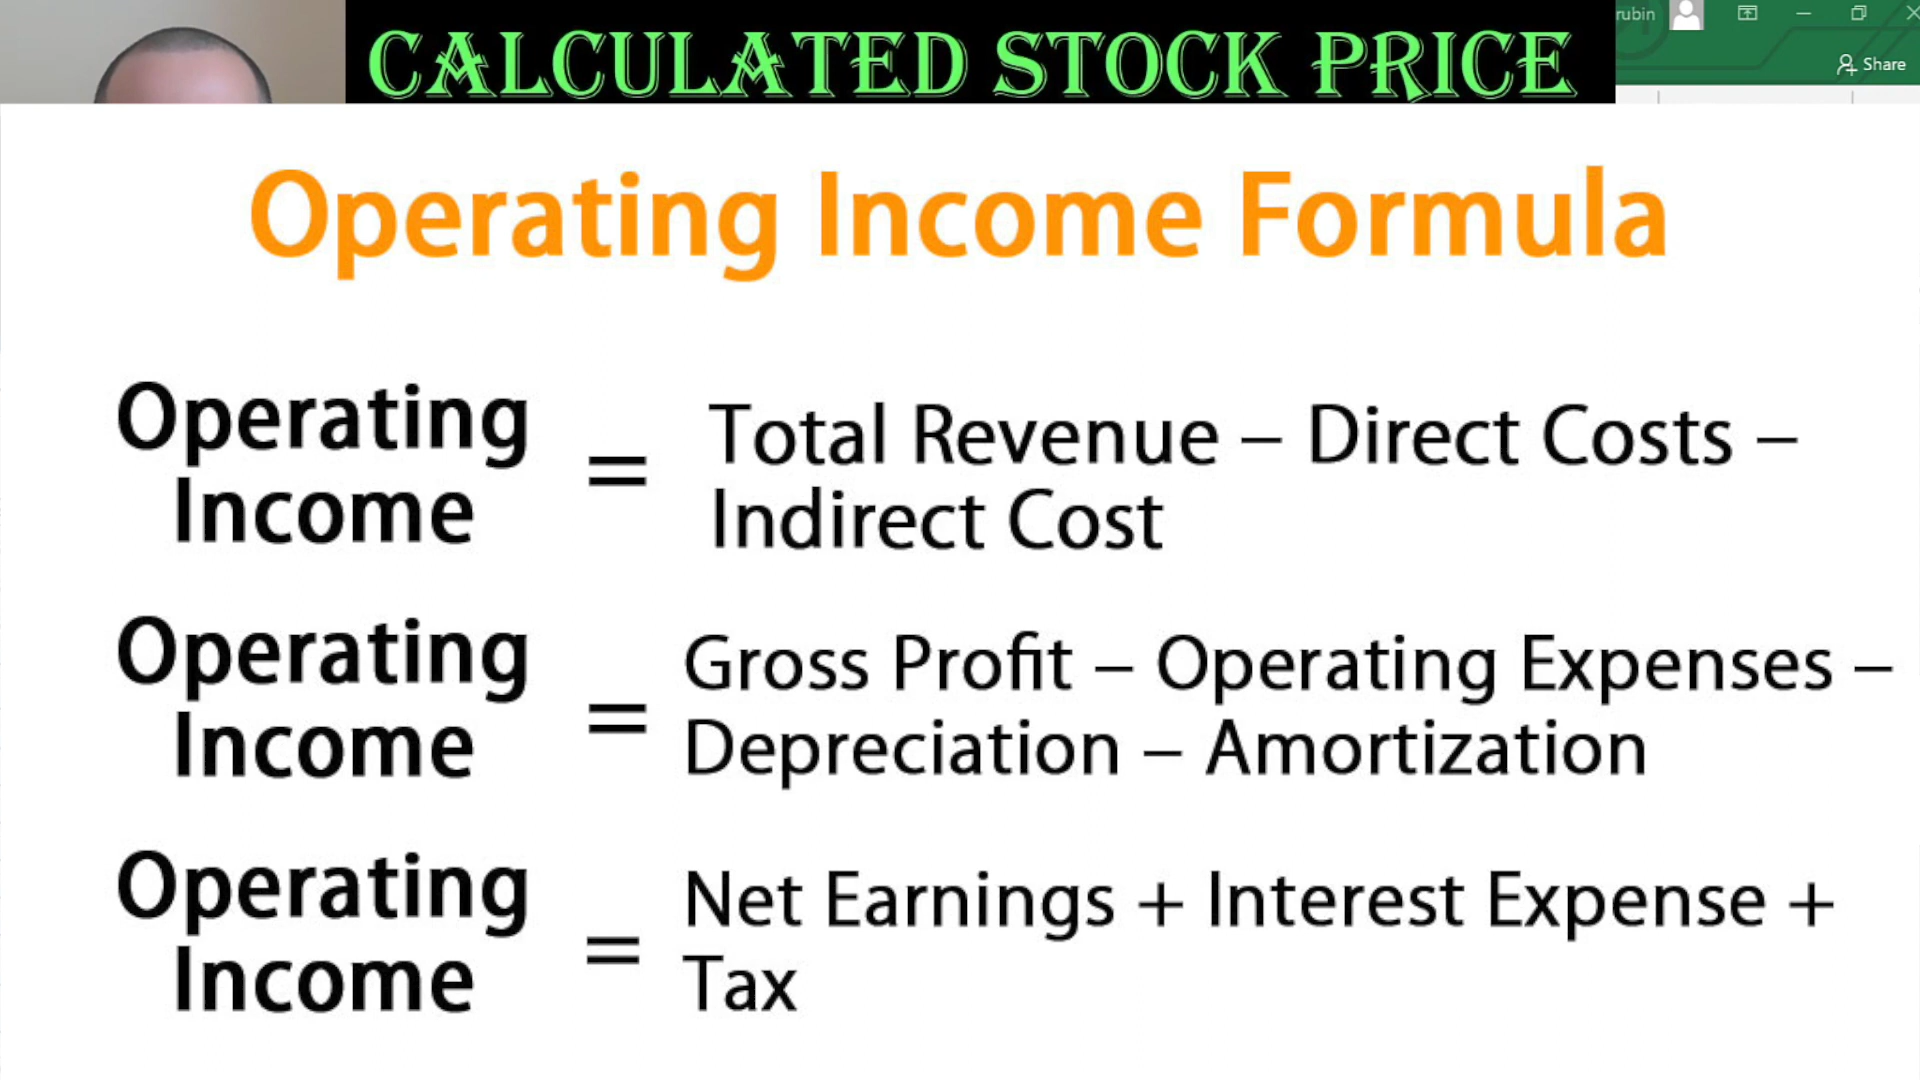 CALCULATED STOCK PRICE
rubin
Share
Operating Income Formula
Operating
Income
=
Total Revenue – Direct Costs –
Indirect Cost
Operating
Income
=
Gross Profit – Operating Expenses –
Depreciation – Amortization
Operating
Income
=
Net Earnings + Interest Expense +
Tax